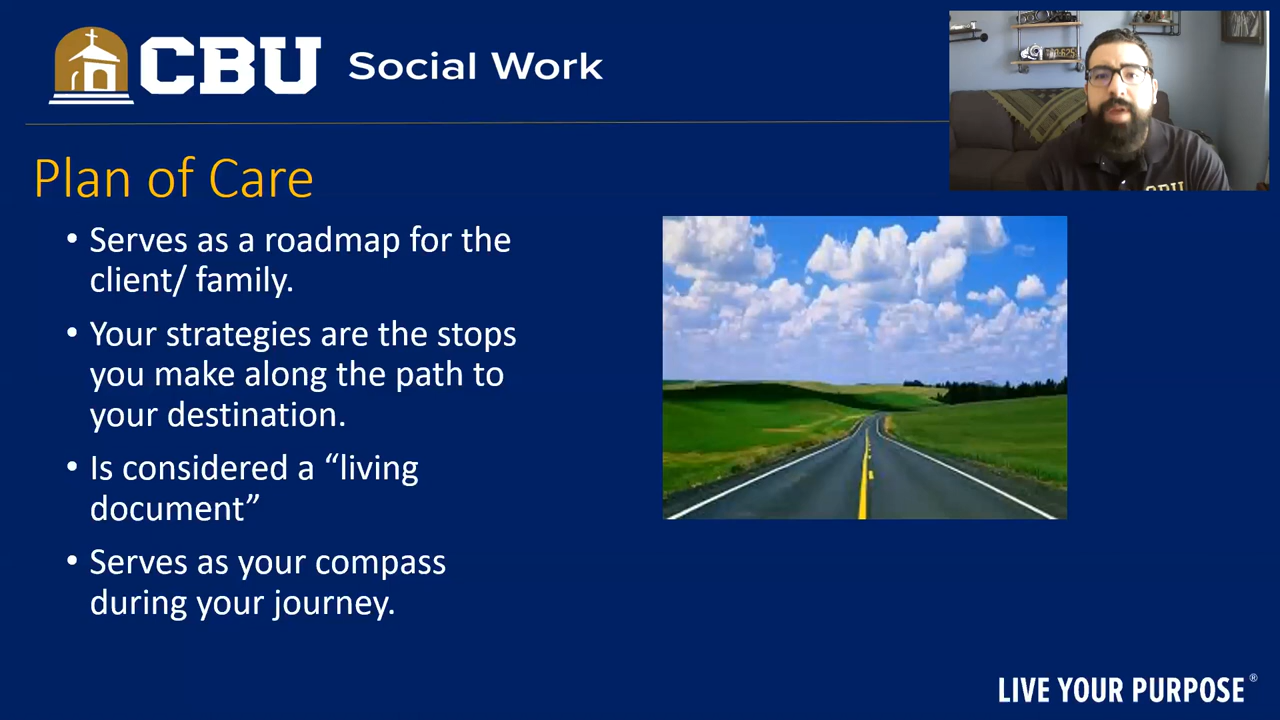 CBU Social Work
Plan of Care
• Serves as a roadmap for the
client/ family.
• Your strategies are the stops
you make along the path to
your destination.
• Is considered a “living
document”
• Serves as your compass
during your journey.
LIVE YOUR PURPOSE®